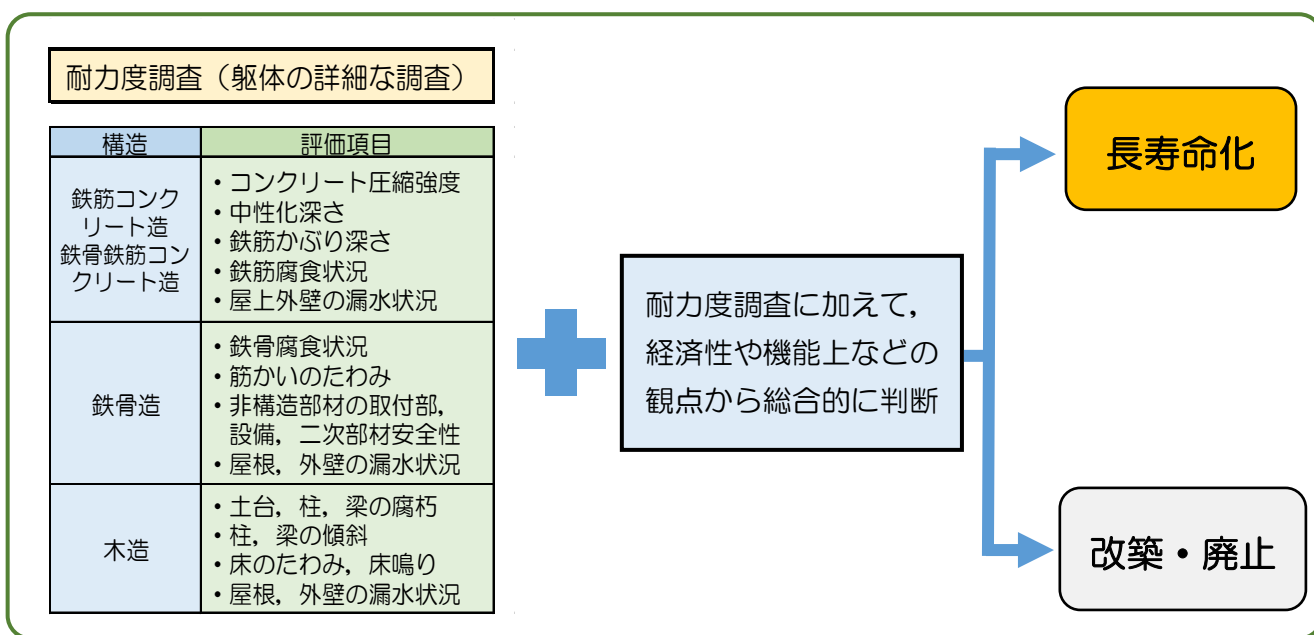 耐力度調査（躯体の詳細な調査）
構造
評価項目
鉄筋コンク
リート造
鉄骨鉄筋コン
クリート造
・コンクリート圧縮強度
・中性化深さ
・鉄筋かぶり深さ
・鉄筋腐食状況
・屋上外壁の漏水状況
鉄骨造
・鉄骨腐食状況
・筋かいのたわみ
・非構造部材の取付部，
設備，二次部材安全性
・屋根，外壁の漏水状況
木造
・土台，柱，梁の腐朽
・柱，梁の傾斜
・床のたわみ，床鳴り
・屋根，外壁の漏水状況
耐力度調査に加えて，
経済性や機能上などの
観点から総合的に判断
長寿命化
改築・廃止